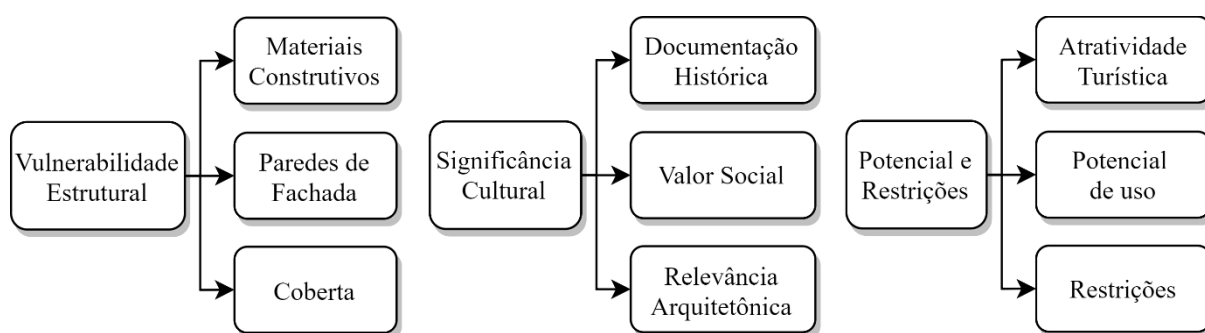 Vulnerabilidade
Estrutural
Materiais
Construtivos
Paredes de
Fachada
Coberta
Significância
Cultural
Documentação
Histórica
Valor Social
Relevância
Arquitetônica
Potencial e
Restrições
Atratividade
Turística
Potencial
de uso
Restrições